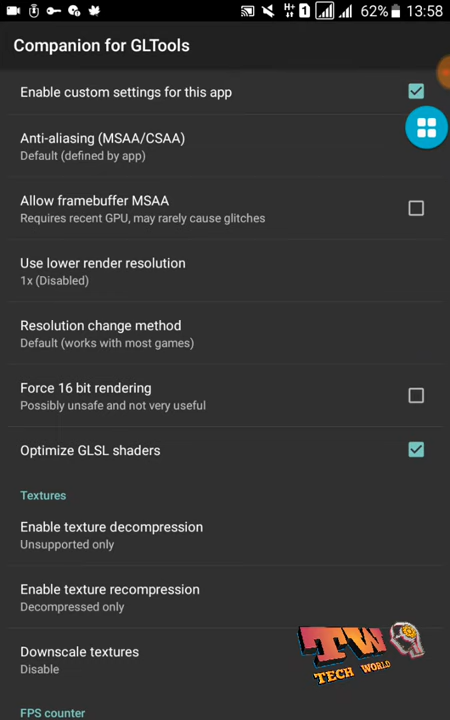 H+ 1 62% 13:58
Companion for GLTools
Enable custom settings for this app
Anti-aliasing (MSAA/CSAA)
Default (defined by app)
Allow framebuffer MSAA
Requires recent GPU, may rarely cause glitches
Use lower render resolution
1x (Disabled)
Resolution change method
Default (works with most games)
Force 16 bit rendering
Possibly unsafe and not very useful
Optimize GLSL shaders
Textures
Enable texture decompression
Unsupported only
Enable texture recompression
Decompressed only
TW
TECH WORLD
Downscale textures
Disable
FPS counter